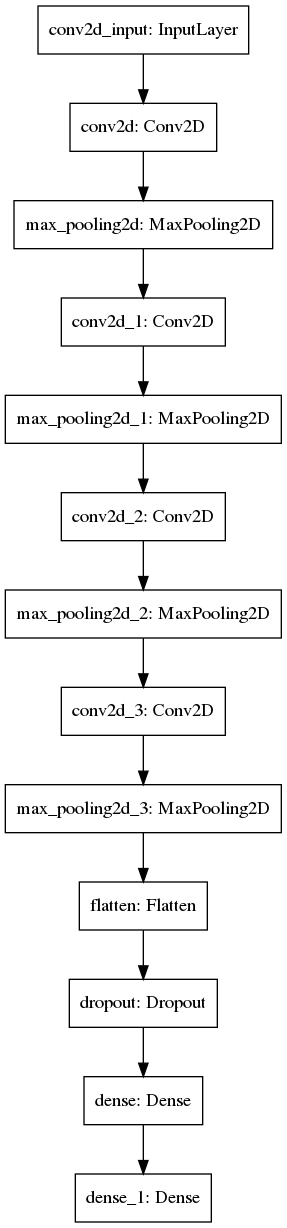 conv2d_input: InputLayer
conv2d: Conv2D
max_pooling2d: MaxPooling2D
conv2d_1: Conv2D
max_pooling2d_1: MaxPooling2D
conv2d_2: Conv2D
max_pooling2d_2: MaxPooling2D
conv2d_3: Conv2D
max_pooling2d_3: MaxPooling2D
flatten: Flatten
dropout: Dropout
dense: Dense
dense_1: Dense